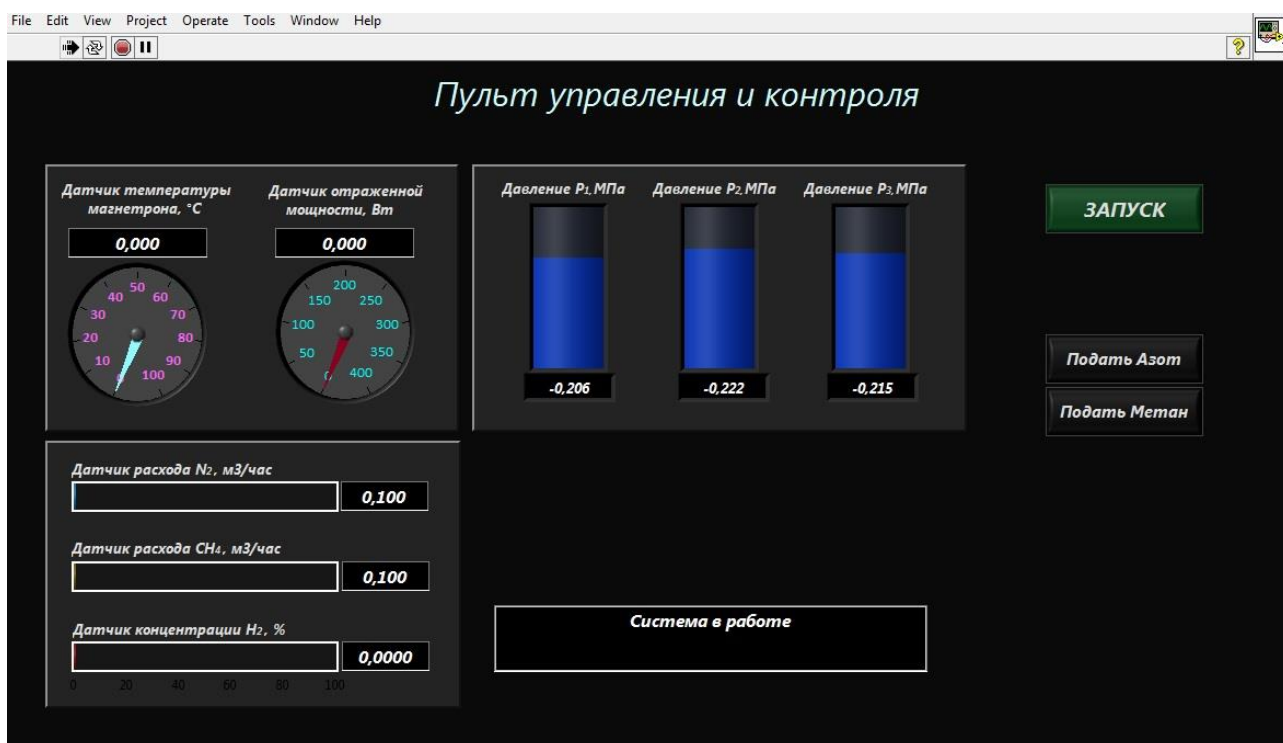 File Edit View Project Operate Tools Window Help
Пульт управления и контроля
Датчик температуры
магнетрона, °C
0,000
0
10
20
30
40
50
60
70
80
90
100
Датчик отраженной
мощности, Вт
0,000
0
50
100
150
200
250
300
350
400
Давление P1, МПа
-0,206
Давление P2, МПа
-0,222
Давление P3, МПа
-0,215
ЗАПУСК
Подать Азот
Подать Метан
Датчик расхода N2, м3/час
0,100
Датчик расхода CH4, м3/час
0,100
Датчик концентрации H2, %
0,0000
0 20 40 60 80 100
Система в работе